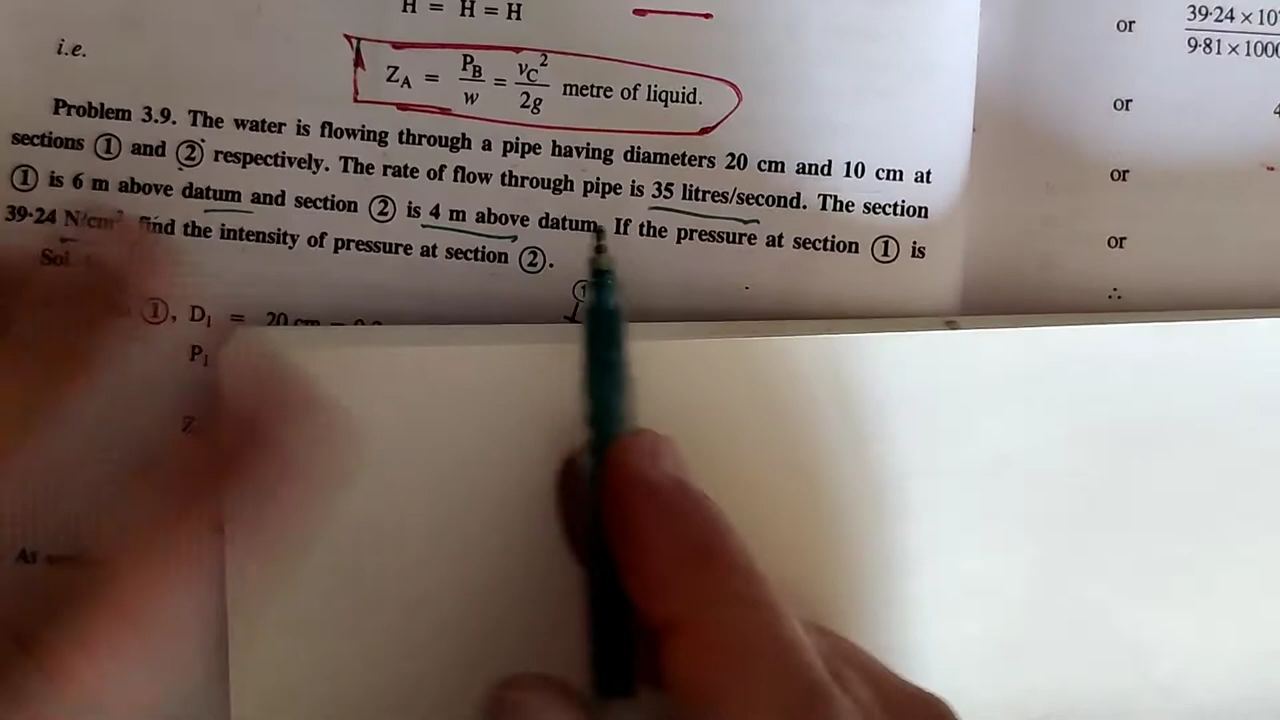 H = H = H
i.e.
Z_A = P_B/w = v_C²/2g metre of liquid.
Problem 3.9. The water is flowing through a pipe having diameters 20 cm and 10 cm at
sections ① and ② respectively. The rate of flow through pipe is 35 litres/second. The section
① is 6 m above datum and section ② is 4 m above datum. If the pressure at section ① is
39·24 N/cm² find the intensity of pressure at section ②.
Sol
①, D₁ = 20 cm
P₁
Z
①
As
or 39·24 × 10
9·81 × 1000
or 4
or
or
∴